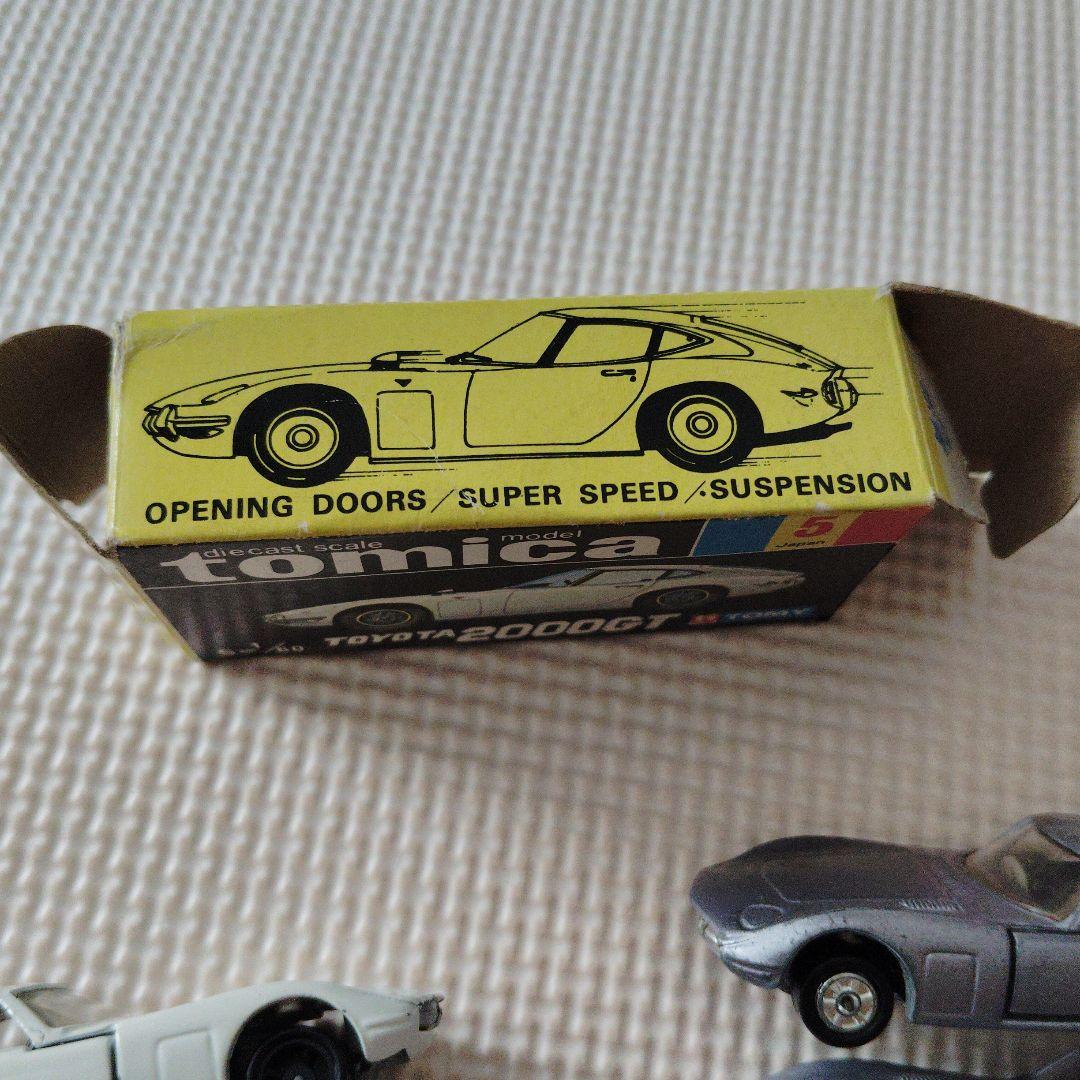 OPENING DOORS/SUPER SPEED/SUSPENSION
diecast scale model
tomica
5
Japan
TOYOTA 2000GT
TOMY